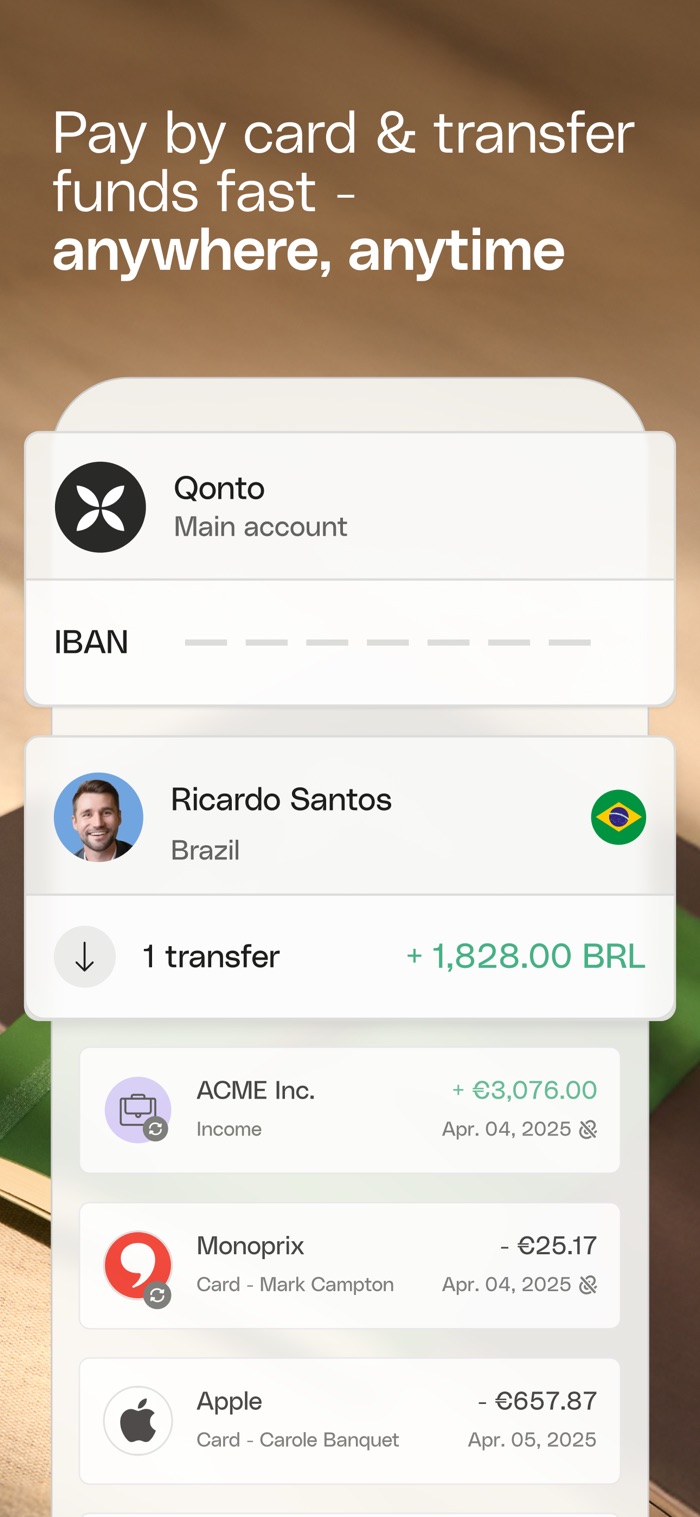 Pay by card & transfer
funds fast -
anywhere, anytime
Qonto
Main account
IBAN
Ricardo Santos
Brazil
1 transfer
+ 1,828.00 BRL
ACME Inc.
+ €3,076.00
Income
Apr. 04, 2025
Monoprix
- €25.17
Card - Mark Campton
Apr. 04, 2025
Apple
- €657.87
Card - Carole Banquet
Apr. 05, 2025